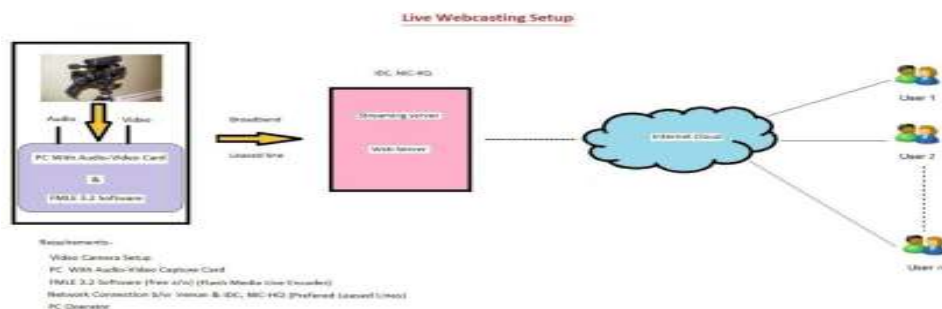 Live Webcasting Setup
IDC, NIC-HQ
Audio Video
Broadband
Leased line
Streaming server
Web Server
Internet Cloud
PC With Audio-Video Card
&
FMLE 3.2 Software
User 1
User 2
User n
Requirements-
Video Camera Setup
PC With Audio-Video Capture Card
FMLE 3.2 Software (free s/w) (Flash Media Live Encoder)
Network Connection b/w Venue & IDC, NIC-HQ (Prefered Leased Lines)
PC Operator